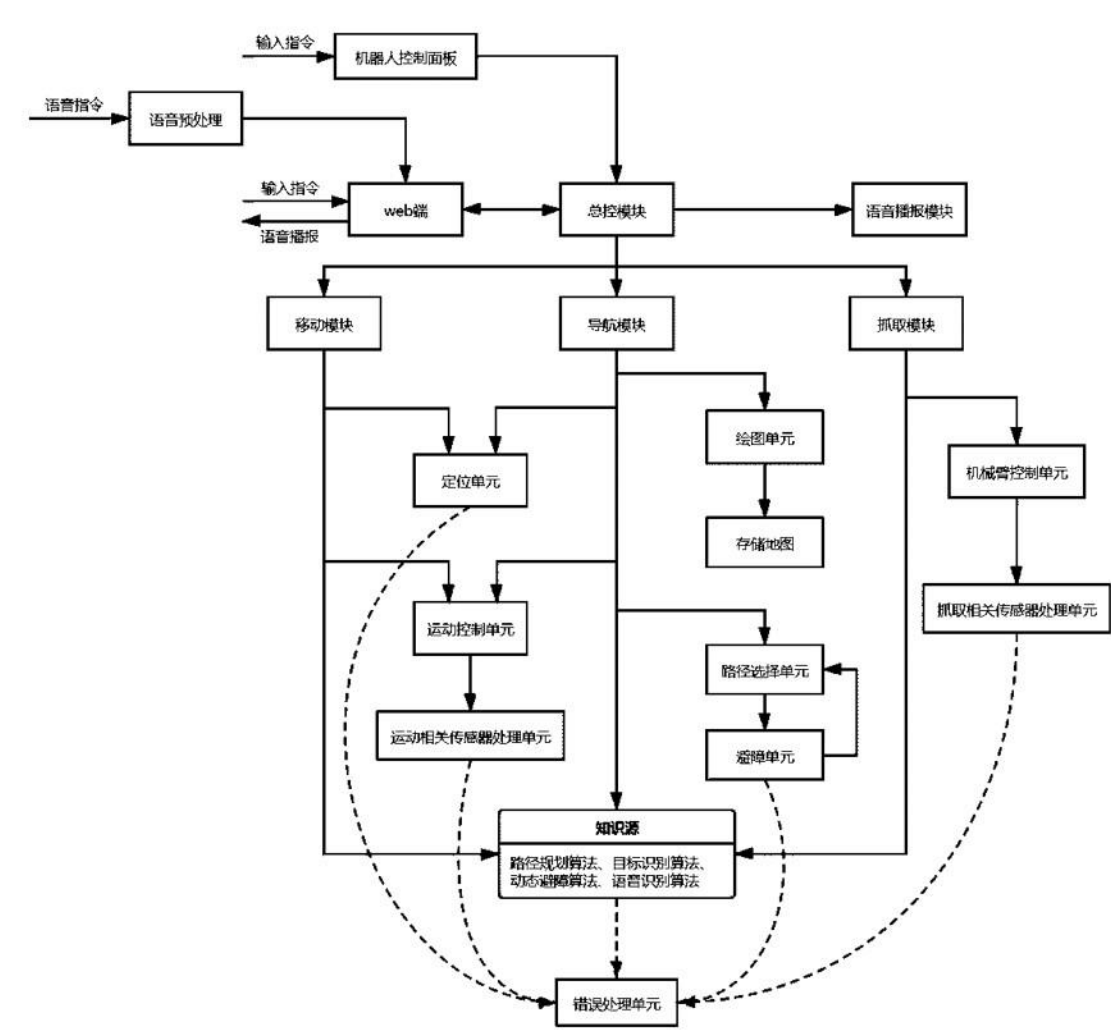 输入指令
机器人控制面板
语音指令
语音预处理
输入指令
web端
总控模块
语音播报模块
语音播报
移动模块
导航模块
抓取模块
绘图单元
定位单元
机械臂控制单元
存储地图
运动控制单元
抓取相关传感器处理单元
路径选择单元
运动相关传感器处理单元
避障单元
知识源
路径规划算法、目标识别算法、
动态避障算法、语音识别算法
错误处理单元